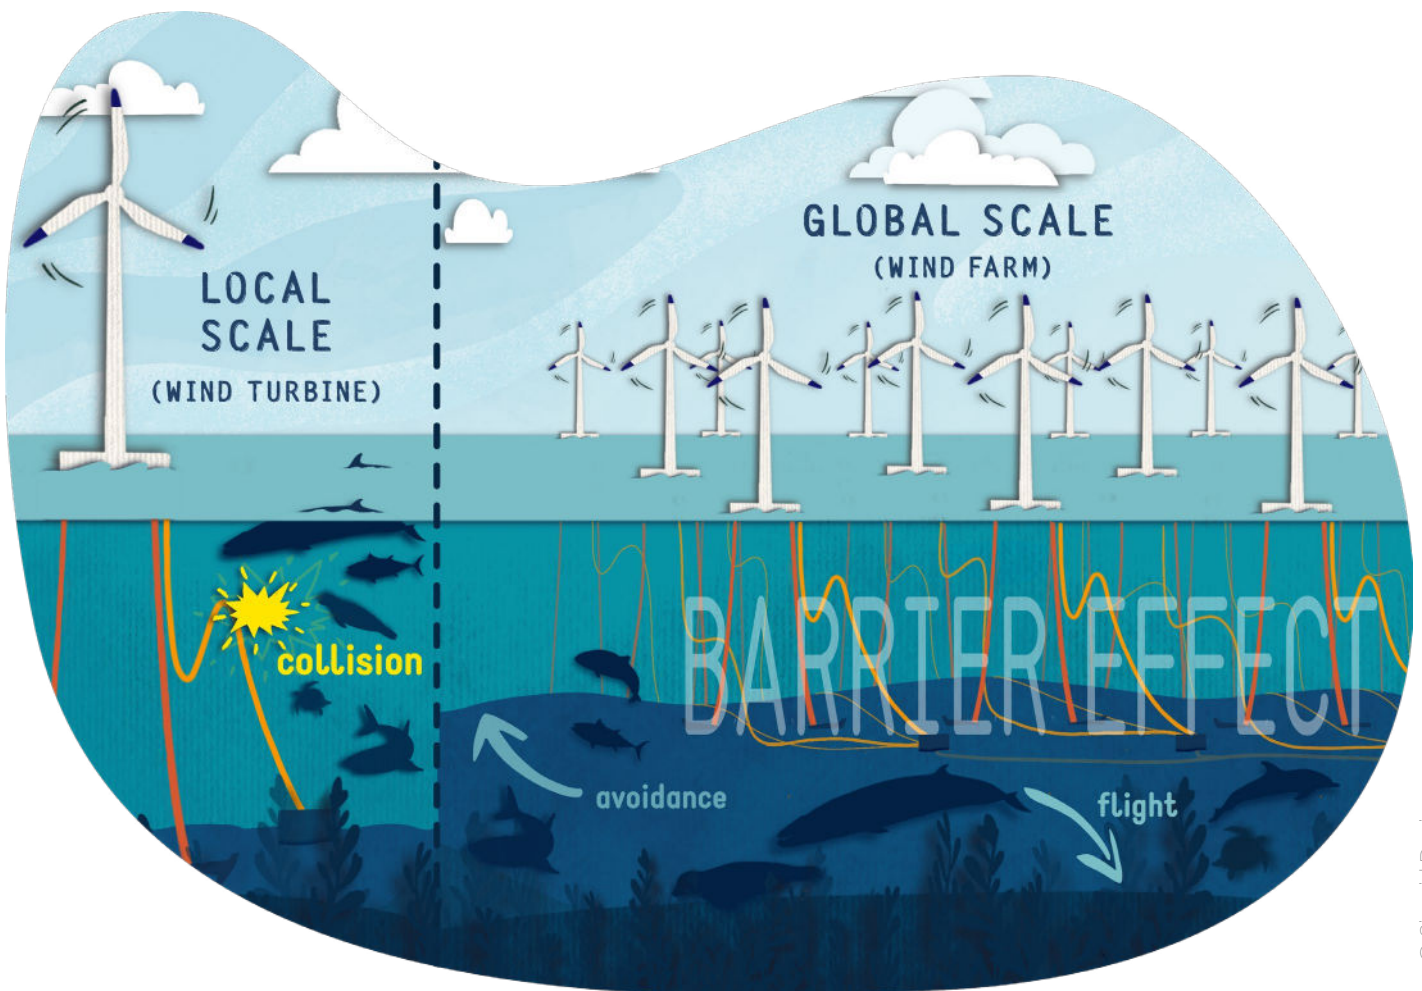 LOCAL
SCALE
(WIND TURBINE)
GLOBAL SCALE
(WIND FARM)
collision
BARRIER EFFECT
avoidance
flight